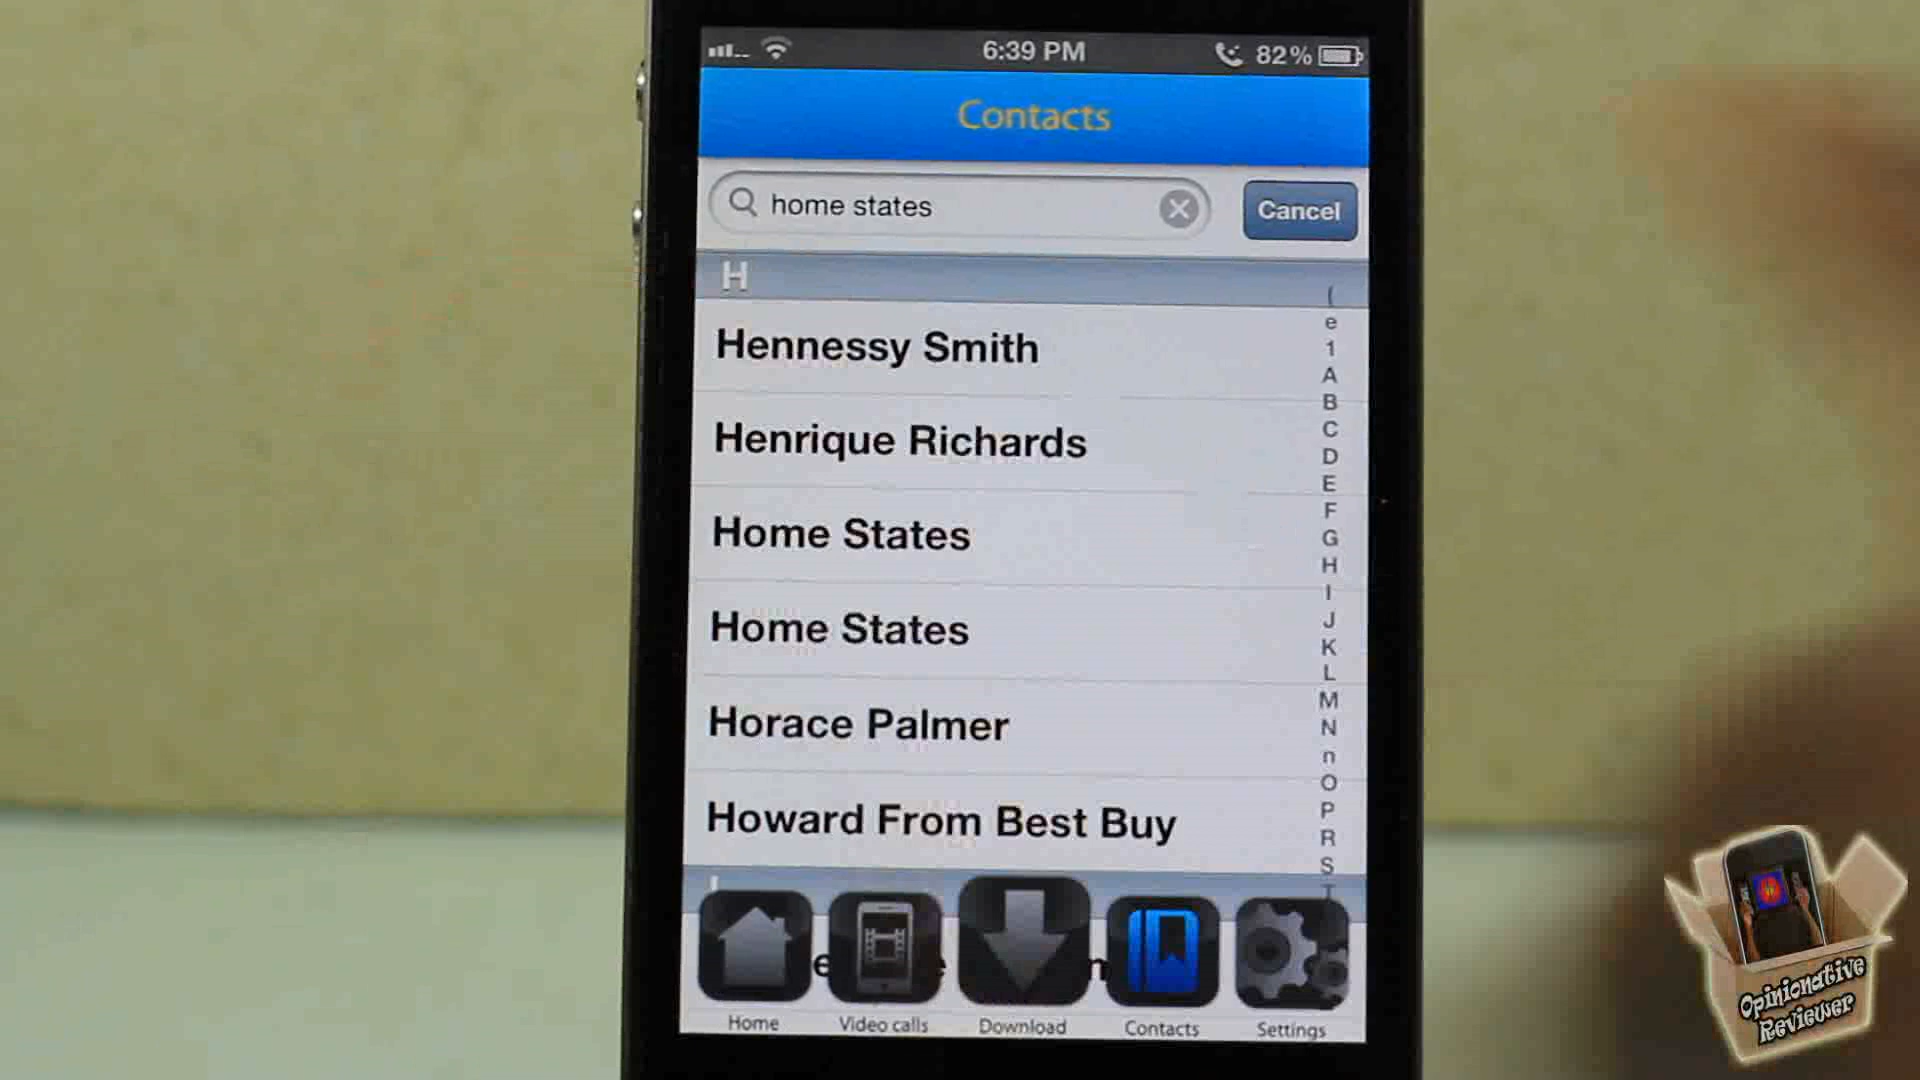 6:39 PM 82%
Contacts
home states
Cancel
H
Hennessy Smith
Henrique Richards
Home States
Home States
Horace Palmer
Howard From Best Buy
(
e
1
A
B
C
D
E
F
G
H
I
J
K
L
M
N
n
O
P
R
S
T
I
Home Video calls Download Contacts Settings
Opinionative
Reviewer